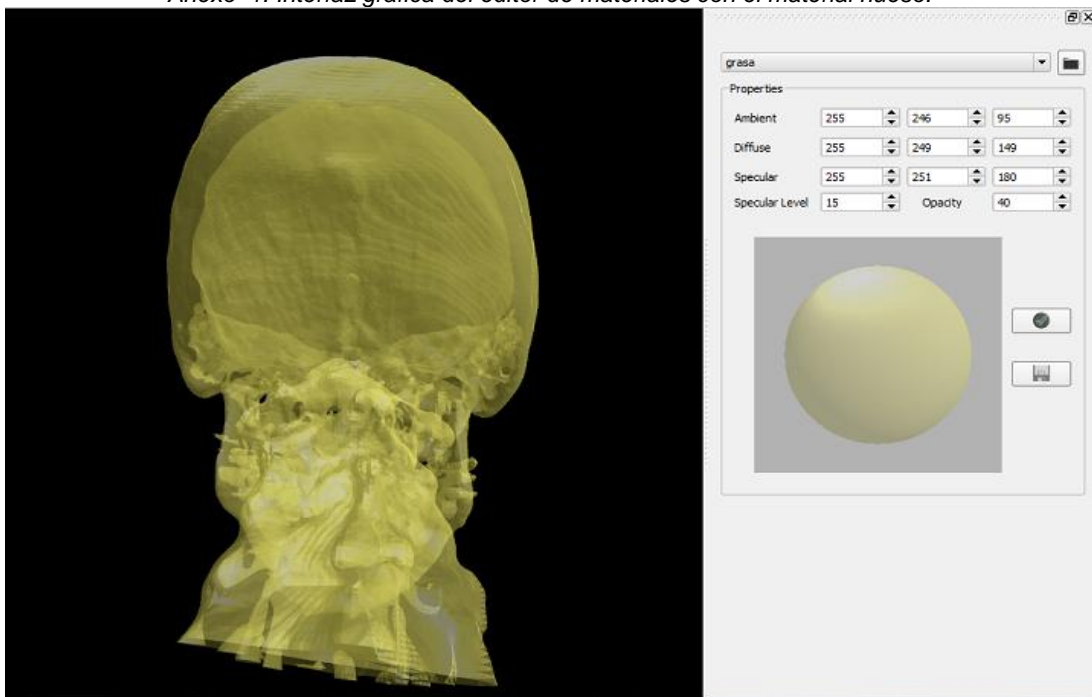 Anexo 4. Interfaz gráfica del editor de materiales con el material hueso.
grasa
Properties
Ambient 255 246 95
Diffuse 255 249 149
Specular 255 251 180
Specular Level 15 Opacity 40